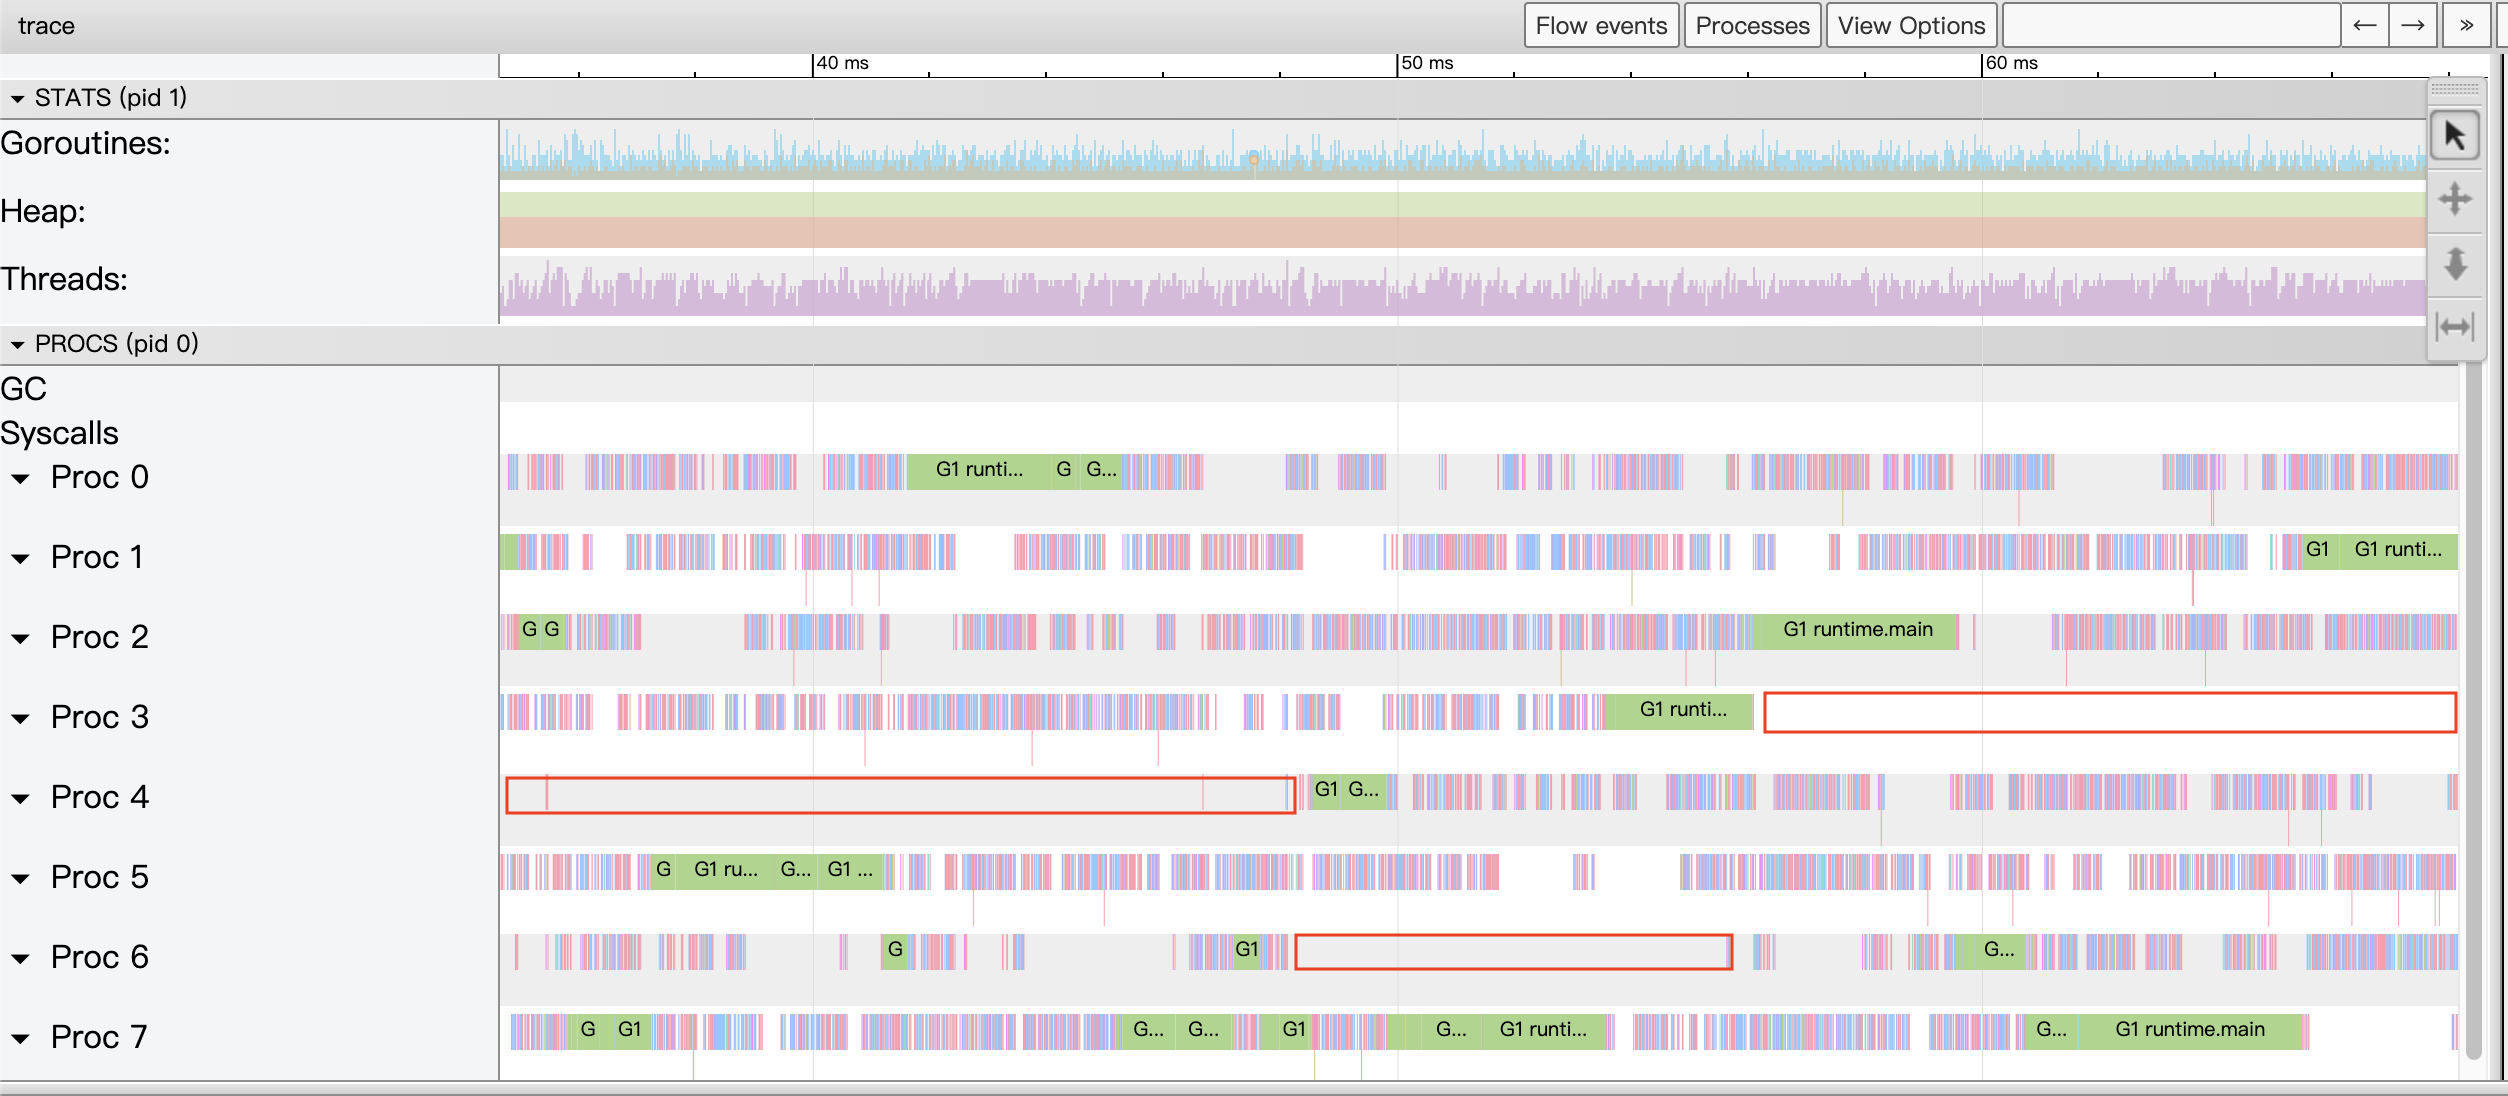 trace
Flow events Processes View Options ← → »
40 ms 50 ms 60 ms
STATS (pid 1)
Goroutines:
Heap:
Threads:
PROCS (pid 0)
GC
Syscalls
Proc 0 G1 runti... G G...
Proc 1 G1 G1 runti...
Proc 2 G G G1 runtime.main
Proc 3 G1 runti...
Proc 4 G1 G...
Proc 5 G G1 ru... G... G1 ...
Proc 6 G G1 G...
Proc 7 G G1 G... G... G1 G... G1 runti... G... G1 runtime.main